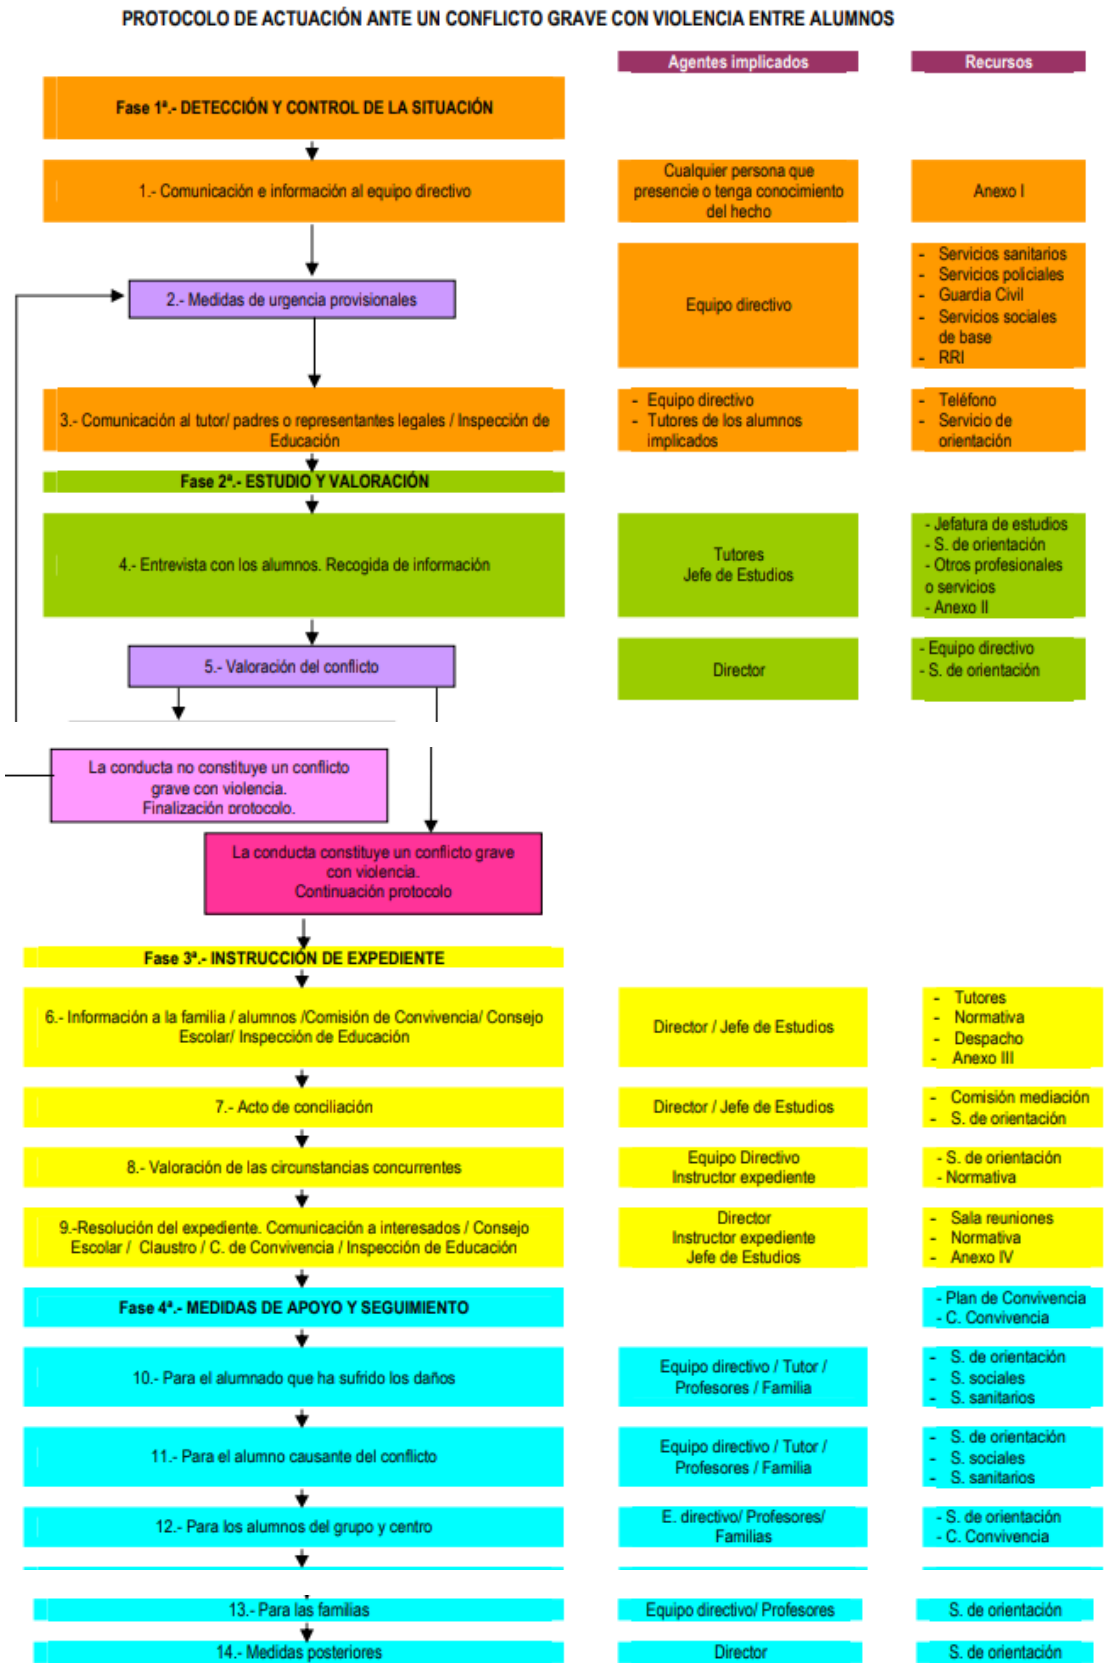 PROTOCOLO DE ACTUACIÓN ANTE UN CONFLICTO GRAVE CON VIOLENCIA ENTRE ALUMNOS
Agentes implicados
Recursos
Fase 1ª.- DETECCIÓN Y CONTROL DE LA SITUACIÓN
1.- Comunicación e información al equipo directivo
Cualquier persona que
presencie o tenga conocimiento
del hecho
Anexo I
2.- Medidas de urgencia provisionales
Equipo directivo
- Servicios sanitarios
- Servicios policiales
- Guardia Civil
- Servicios sociales
de base
- RRI
3.- Comunicación al tutor/ padres o representantes legales / Inspección de
Educación
- Equipo directivo
- Tutores de los alumnos
implicados
- Teléfono
- Servicio de
orientación
Fase 2ª.- ESTUDIO Y VALORACIÓN
4.- Entrevista con los alumnos. Recogida de información
Tutores
Jefe de Estudios
- Jefatura de estudios
- S. de orientación
- Otros profesionales
o servicios
- Anexo II
5.- Valoración del conflicto
Director
- Equipo directivo
- S. de orientación
La conducta no constituye un conflicto
grave con violencia.
Finalización protocolo.
La conducta constituye un conflicto grave
con violencia.
Continuación protocolo
Fase 3ª.- INSTRUCCIÓN DE EXPEDIENTE
6.- Información a la familia / alumnos /Comisión de Convivencia/ Consejo
Escolar/ Inspección de Educación
Director / Jefe de Estudios
- Tutores
- Normativa
- Despacho
- Anexo III
7.- Acto de conciliación
Director / Jefe de Estudios
- Comisión mediación
- S. de orientación
8.- Valoración de las circunstancias concurrentes
Equipo Directivo
Instructor expediente
- S. de orientación
- Normativa
9.-Resolución del expediente. Comunicación a interesados / Consejo
Escolar / Claustro / C. de Convivencia / Inspección de Educación
Director
Instructor expediente
Jefe de Estudios
- Sala reuniones
- Normativa
- Anexo IV
Fase 4ª.- MEDIDAS DE APOYO Y SEGUIMIENTO
- Plan de Convivencia
- C. Convivencia
10.- Para el alumnado que ha sufrido los daños
Equipo directivo / Tutor /
Profesores / Familia
- S. de orientación
- S. sociales
- S. sanitarios
11.- Para el alumno causante del conflicto
Equipo directivo / Tutor /
Profesores / Familia
- S. de orientación
- S. sociales
- S. sanitarios
12.- Para los alumnos del grupo y centro
E. directivo/ Profesores/
Familias
- S. de orientación
- C. Convivencia
13.- Para las familias
Equipo directivo/ Profesores
S. de orientación
14.- Medidas posteriores
Director
S. de orientación